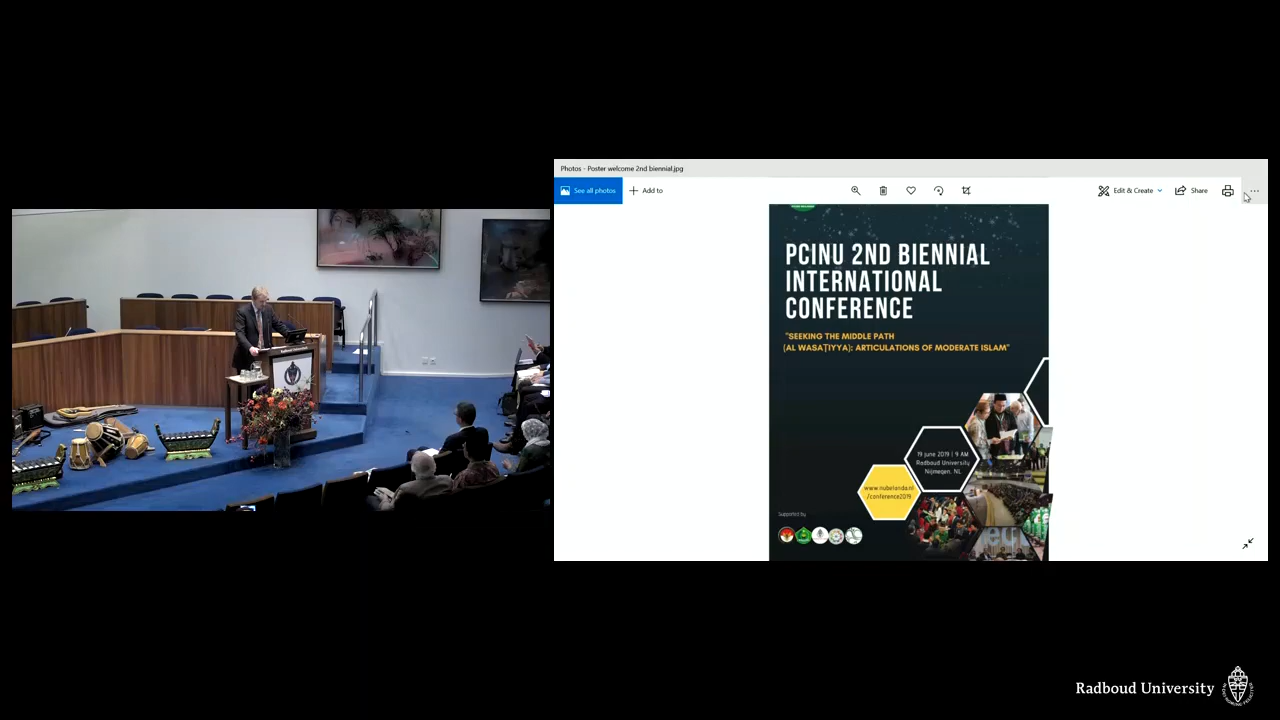 Photos - Poster welcome 2nd biennial.jpg
See all photos
Add to
Edit & Create
Share
PCINU 2ND BIENNIAL
INTERNATIONAL
CONFERENCE
"SEEKING THE MIDDLE PATH
(AL WASAṬIYYA): ARTICULATIONS OF MODERATE ISLAM"
19 june 2019 | 9 AM
Radboud University
Nijmegen, NL
www.nubelanda.nl
/conference2019
Supported by
Radboud University